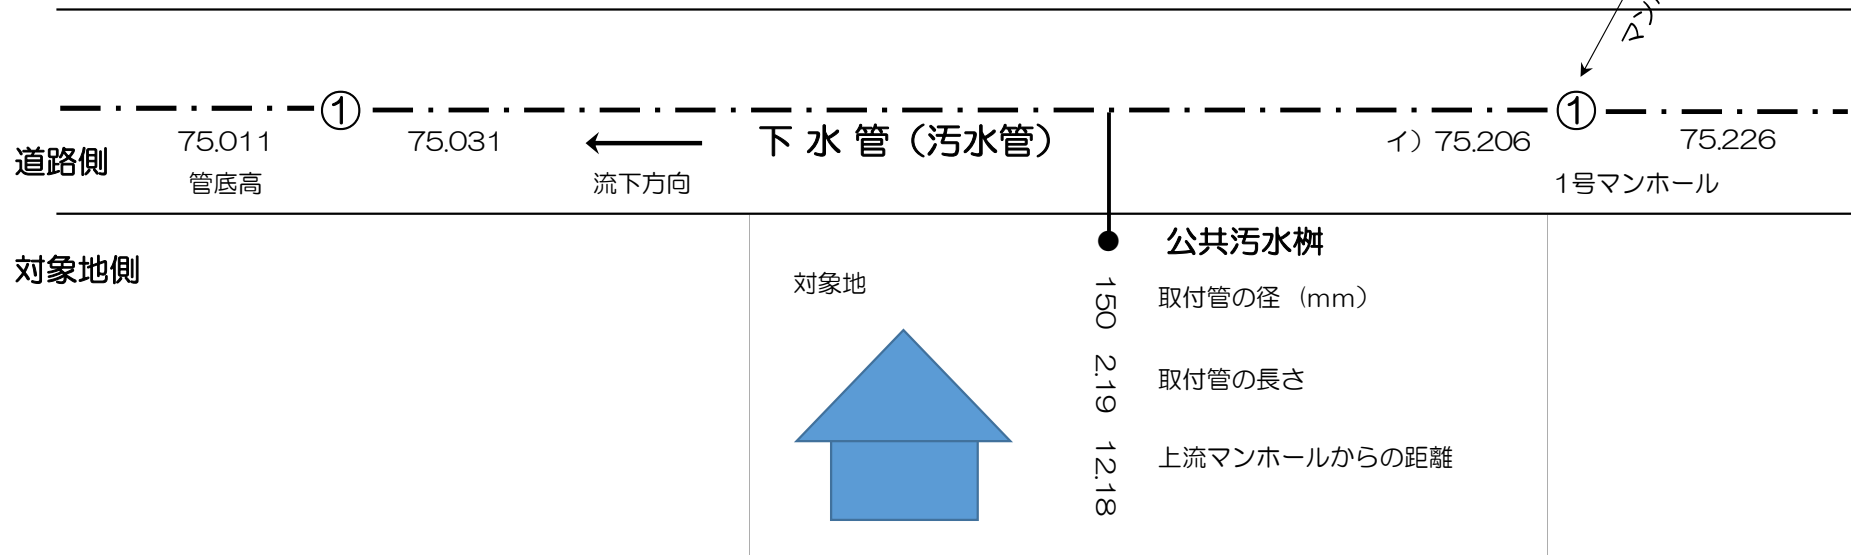 マン
① ①
75.011 75.031 下 水 管（汚水管） イ）75.206 75.226
道路側
管底高 流下方向 1号マンホール
公共汚水桝
対象地側
対象地
150 取付管の径（mm）
2.19 取付管の長さ
12.18 上流マンホールからの距離